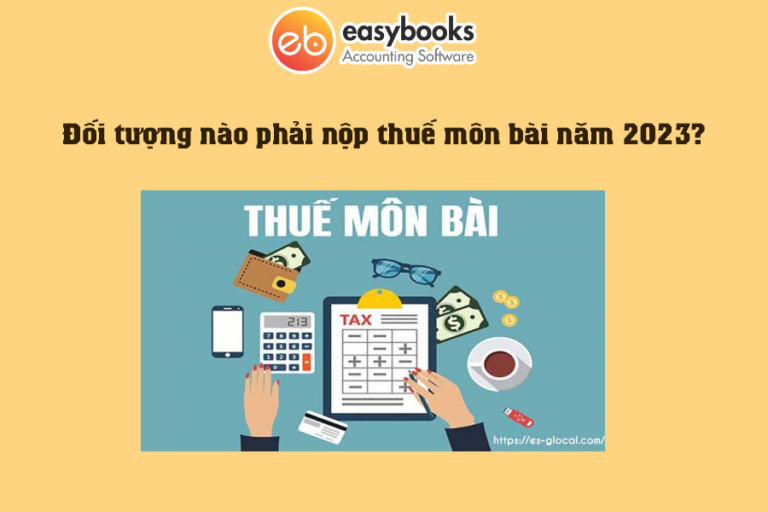 eb
easybooks
Accounting Software
Đối tượng nào phải nộp thuế môn bài năm 2023?
THUẾ MÔN BÀI
213
TAX
https://es-glocal.com/